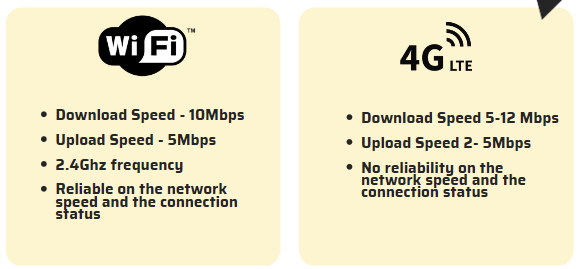 Wi Fi ™
• Download Speed - 10Mbps
• Upload Speed - 5Mbps
• 2.4Ghz frequency
• Reliable on the network
speed and the connection
status
4G LTE
• Download Speed 5-12 Mbps
• Upload Speed 2- 5Mbps
• No reliability on the
network speed and the
connection status